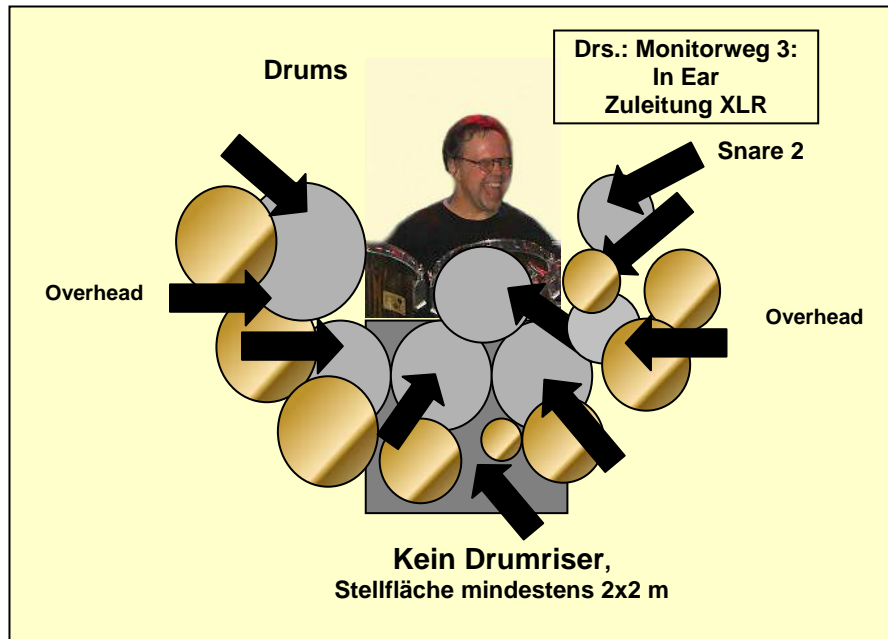 Drums
Drs.: Monitorweg 3:
In Ear
Zuleitung XLR
Snare 2
Overhead
Overhead
Kein Drumriser,
Stellfläche mindestens 2x2 m